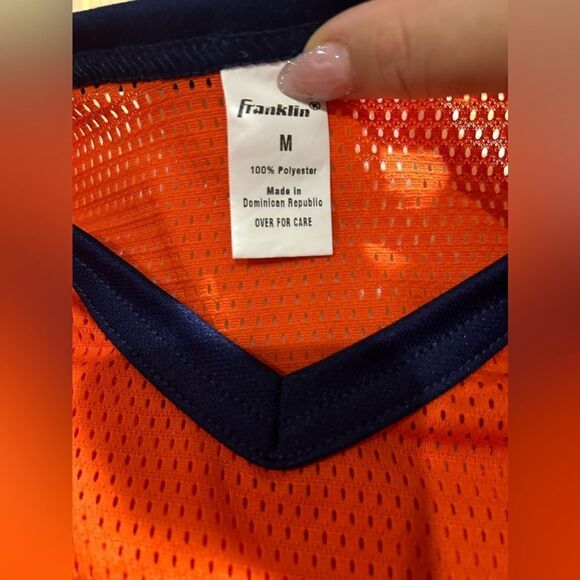 Franklin®
M
100% Polyester
Made in
Dominican Republic
OVER FOR CARE